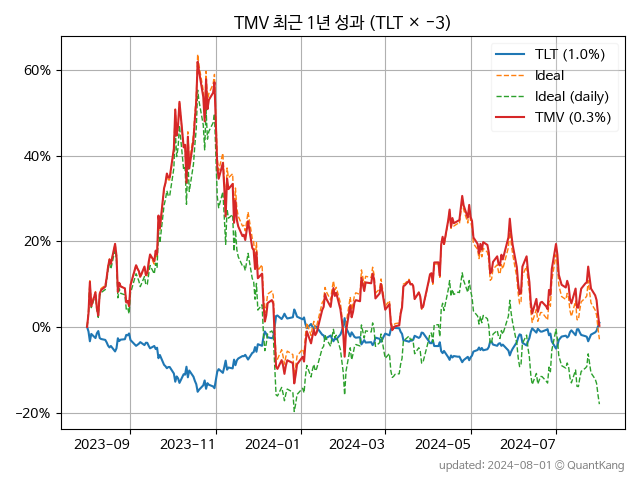 TMV 최근 1년 성과 (TLT × −3)
TLT (1.0%)
Ideal
Ideal (daily)
TMV (0.3%)
60%
40%
20%
0%
−20%
2023−09
2023−11
2024−01
2024−03
2024−05
2024−07
updated: 2024-08-01 © QuantKang